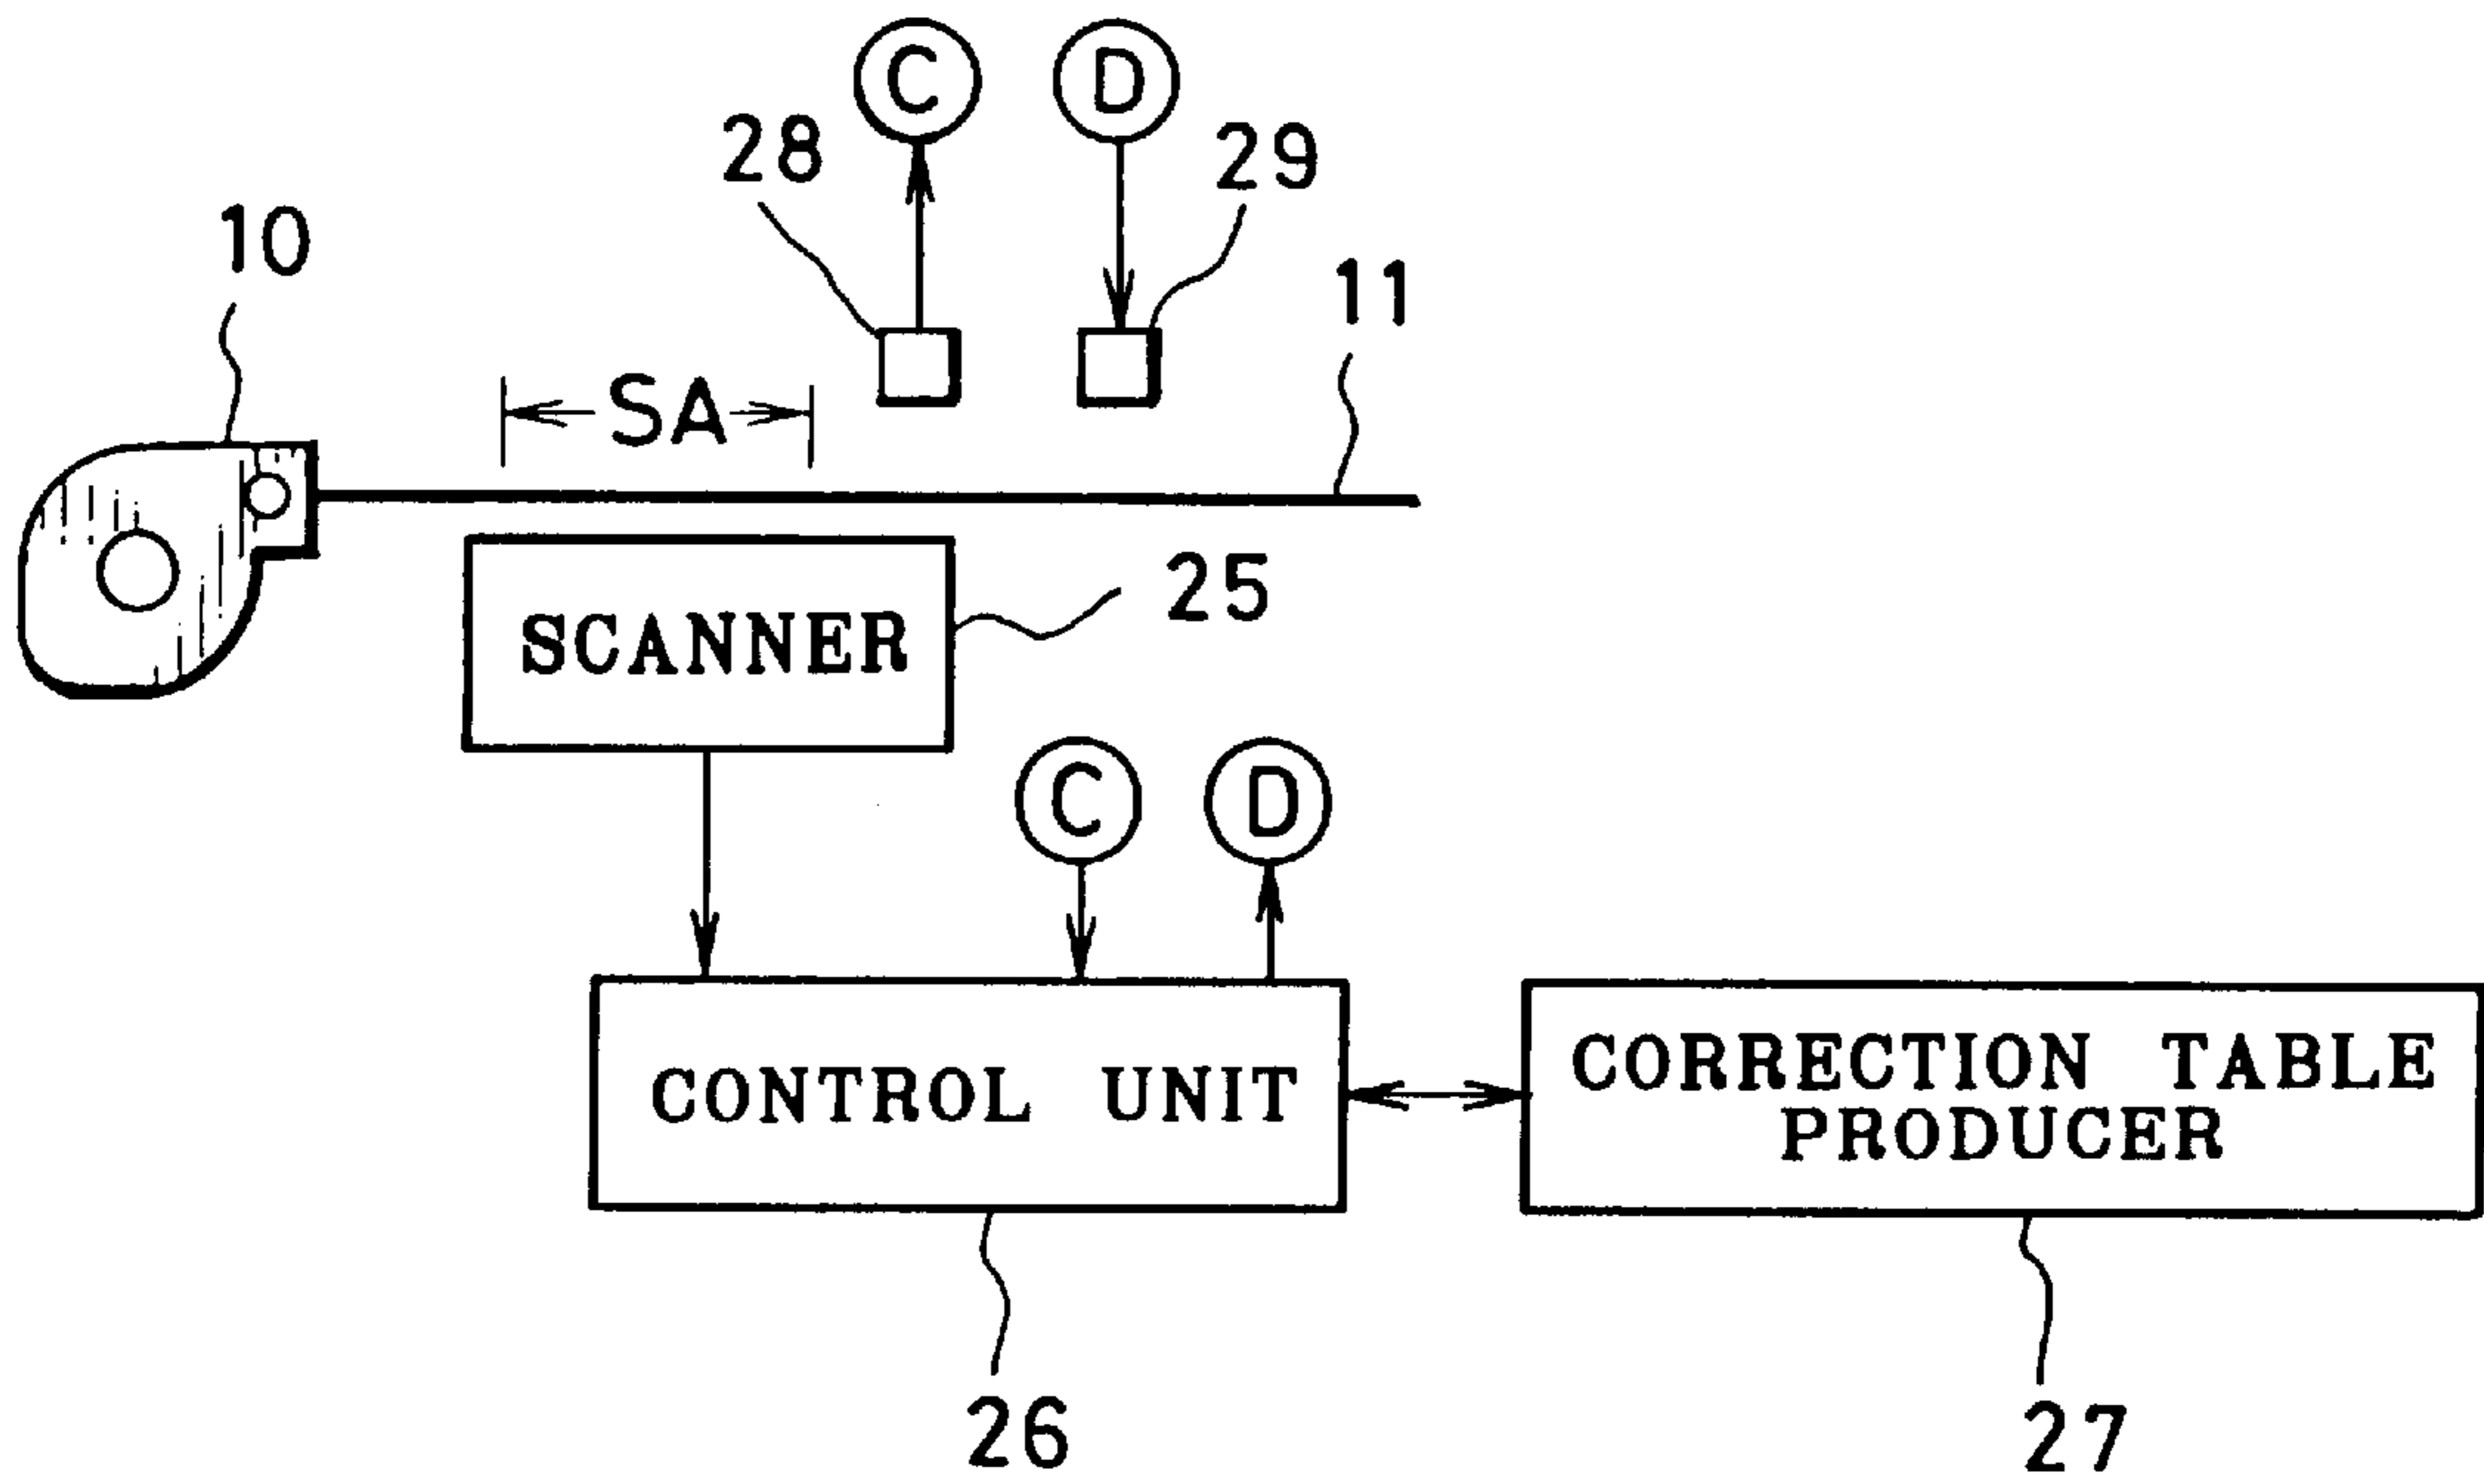 C
D
28
29
10
11
SA
25
SCANNER
C
D
CONTROL UNIT
CORRECTION TABLE
PRODUCER
26
27